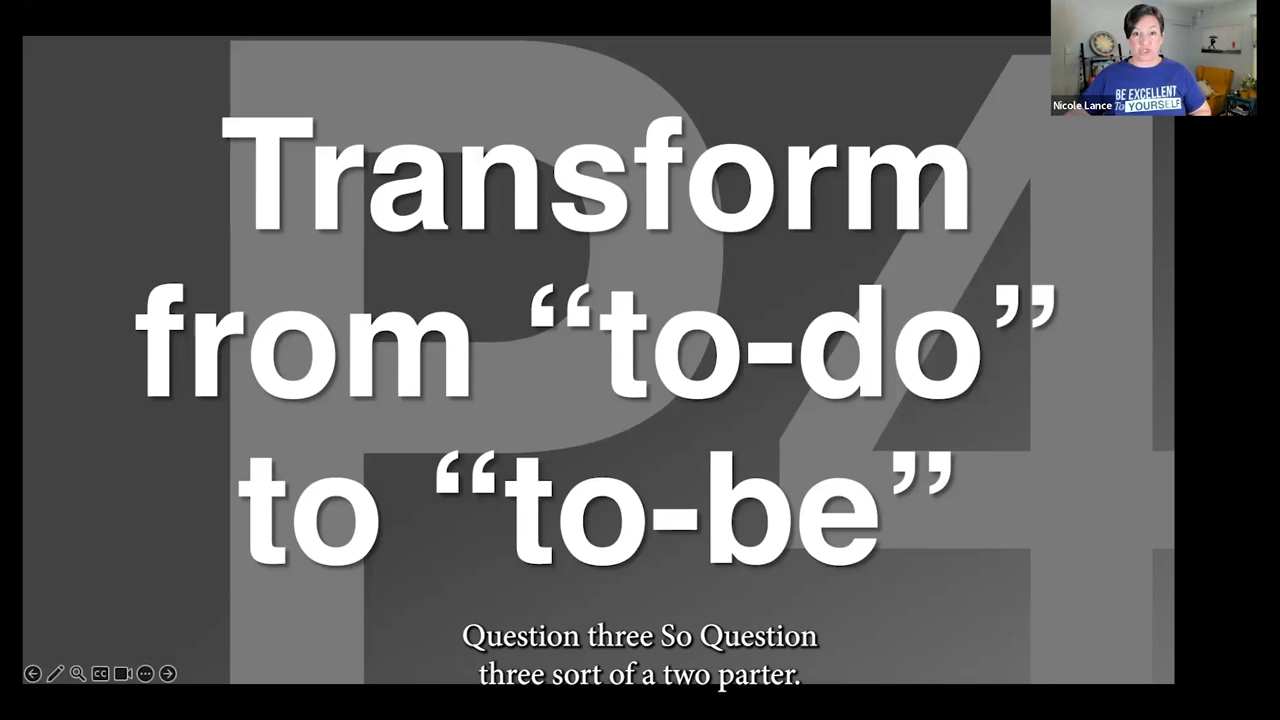 Transform
from “to-do”
to “to-be”
P4
BE EXCELLENT
To YOURSELF
Nicole Lance
Question three So Question
three sort of a two parter.
CC